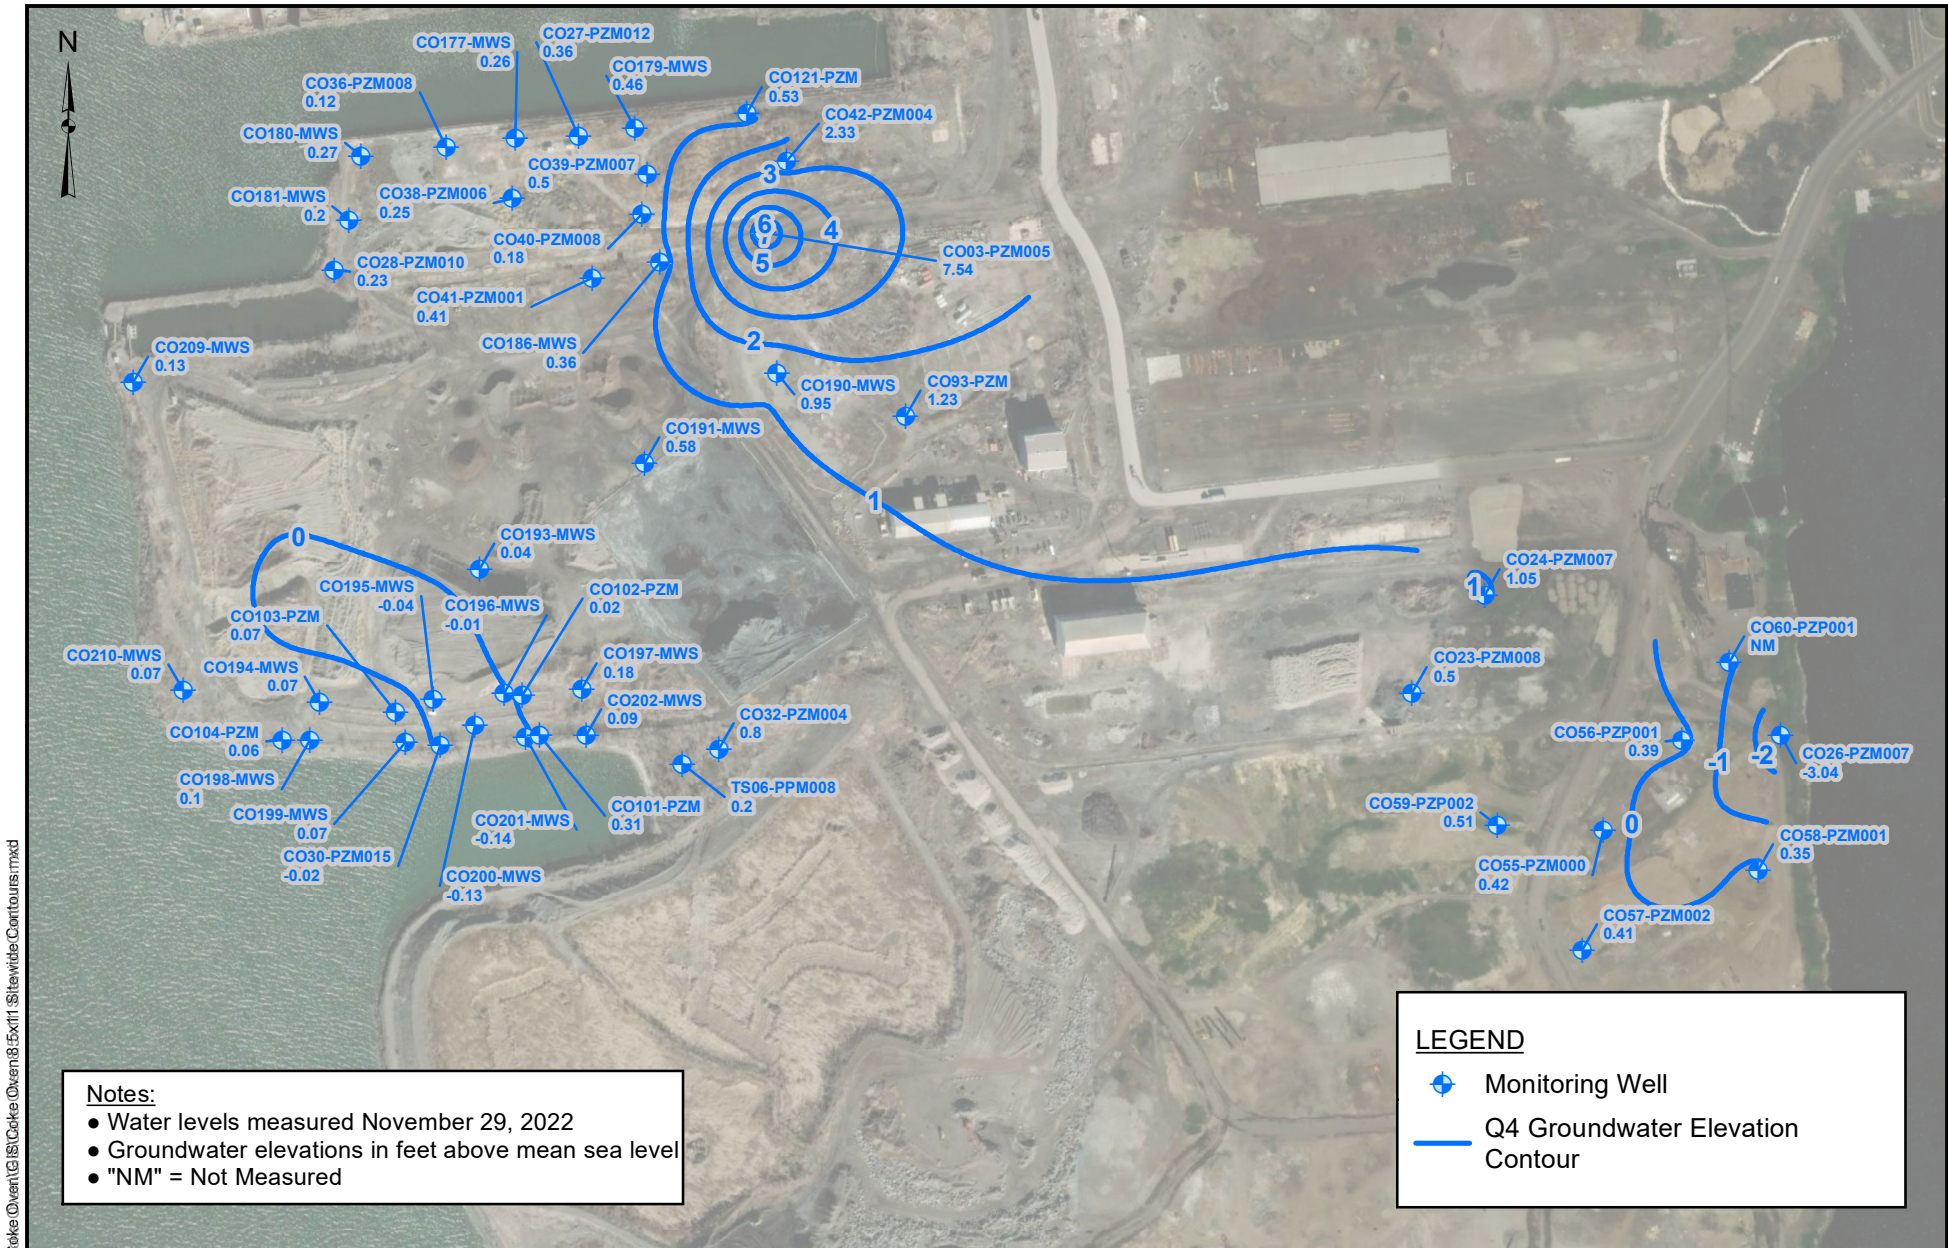 N
CO177-MWS
0.26
CO27-PZM012
0.36
CO179-MWS
0.46
CO36-PZM008
0.12
CO121-PZM
0.53
CO42-PZM004
2.33
CO180-MWS
0.27
CO39-PZM007
0.5
CO38-PZM006
0.25
CO181-MWS
0.2
3
6
7
5
4
CO40-PZM008
0.18
CO03-PZM005
7.54
CO28-PZM010
0.23
CO41-PZM001
0.41
CO186-MWS
0.36
2
CO209-MWS
0.13
CO190-MWS
0.95
CO93-PZM
1.23
CO191-MWS
0.58
1
0
CO193-MWS
0.04
CO24-PZM007
1.05
1
CO195-MWS
-0.04
CO196-MWS
-0.01
CO102-PZM
0.02
CO103-PZM
0.07
CO60-PZP001
NM
CO210-MWS
0.07
CO194-MWS
0.07
CO197-MWS
0.18
CO23-PZM008
0.5
CO202-MWS
0.09
CO32-PZM004
0.8
CO104-PZM
0.06
CO56-PZP001
0.39
-1
-2
CO26-PZM007
-3.04
CO198-MWS
0.1
TS06-PPM008
0.2
CO199-MWS
0.07
CO201-MWS
-0.14
CO101-PZM
0.31
CO59-PZP002
0.51
0
CO58-PZM001
0.35
CO30-PZM015
-0.02
CO200-MWS
-0.13
CO55-PZM000
0.42
CO57-PZM002
0.41
Notes:
● Water levels measured November 29, 2022
● Groundwater elevations in feet above mean sea level
● "NM" = Not Measured
LEGEND
Monitoring Well
Q4 Groundwater Elevation
Contour